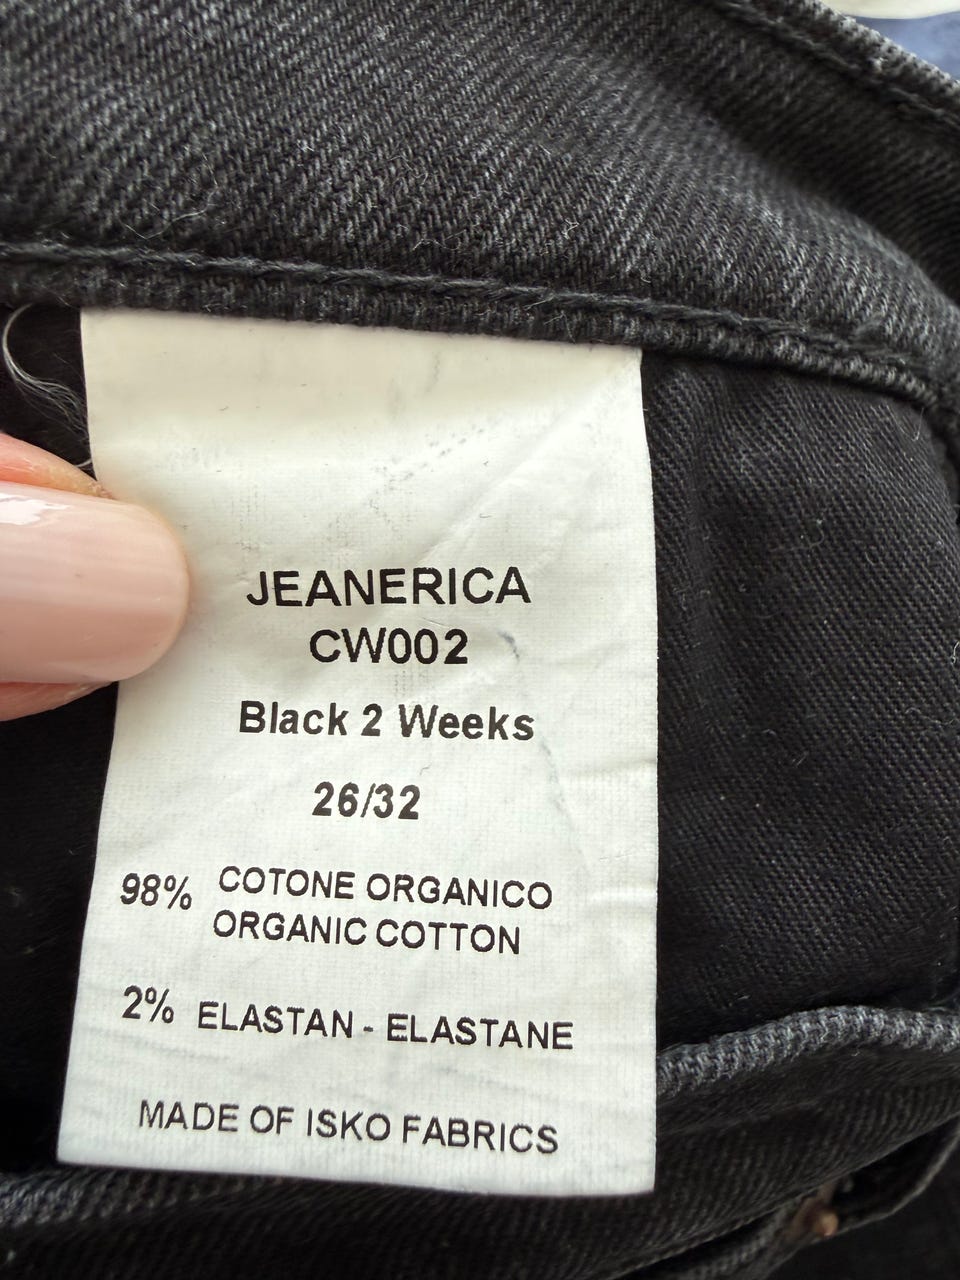 JEANERICA
CW002
Black 2 Weeks
26/32
98% COTONE ORGANICO
ORGANIC COTTON
2% ELASTAN - ELASTANE
MADE OF ISKO FABRICS